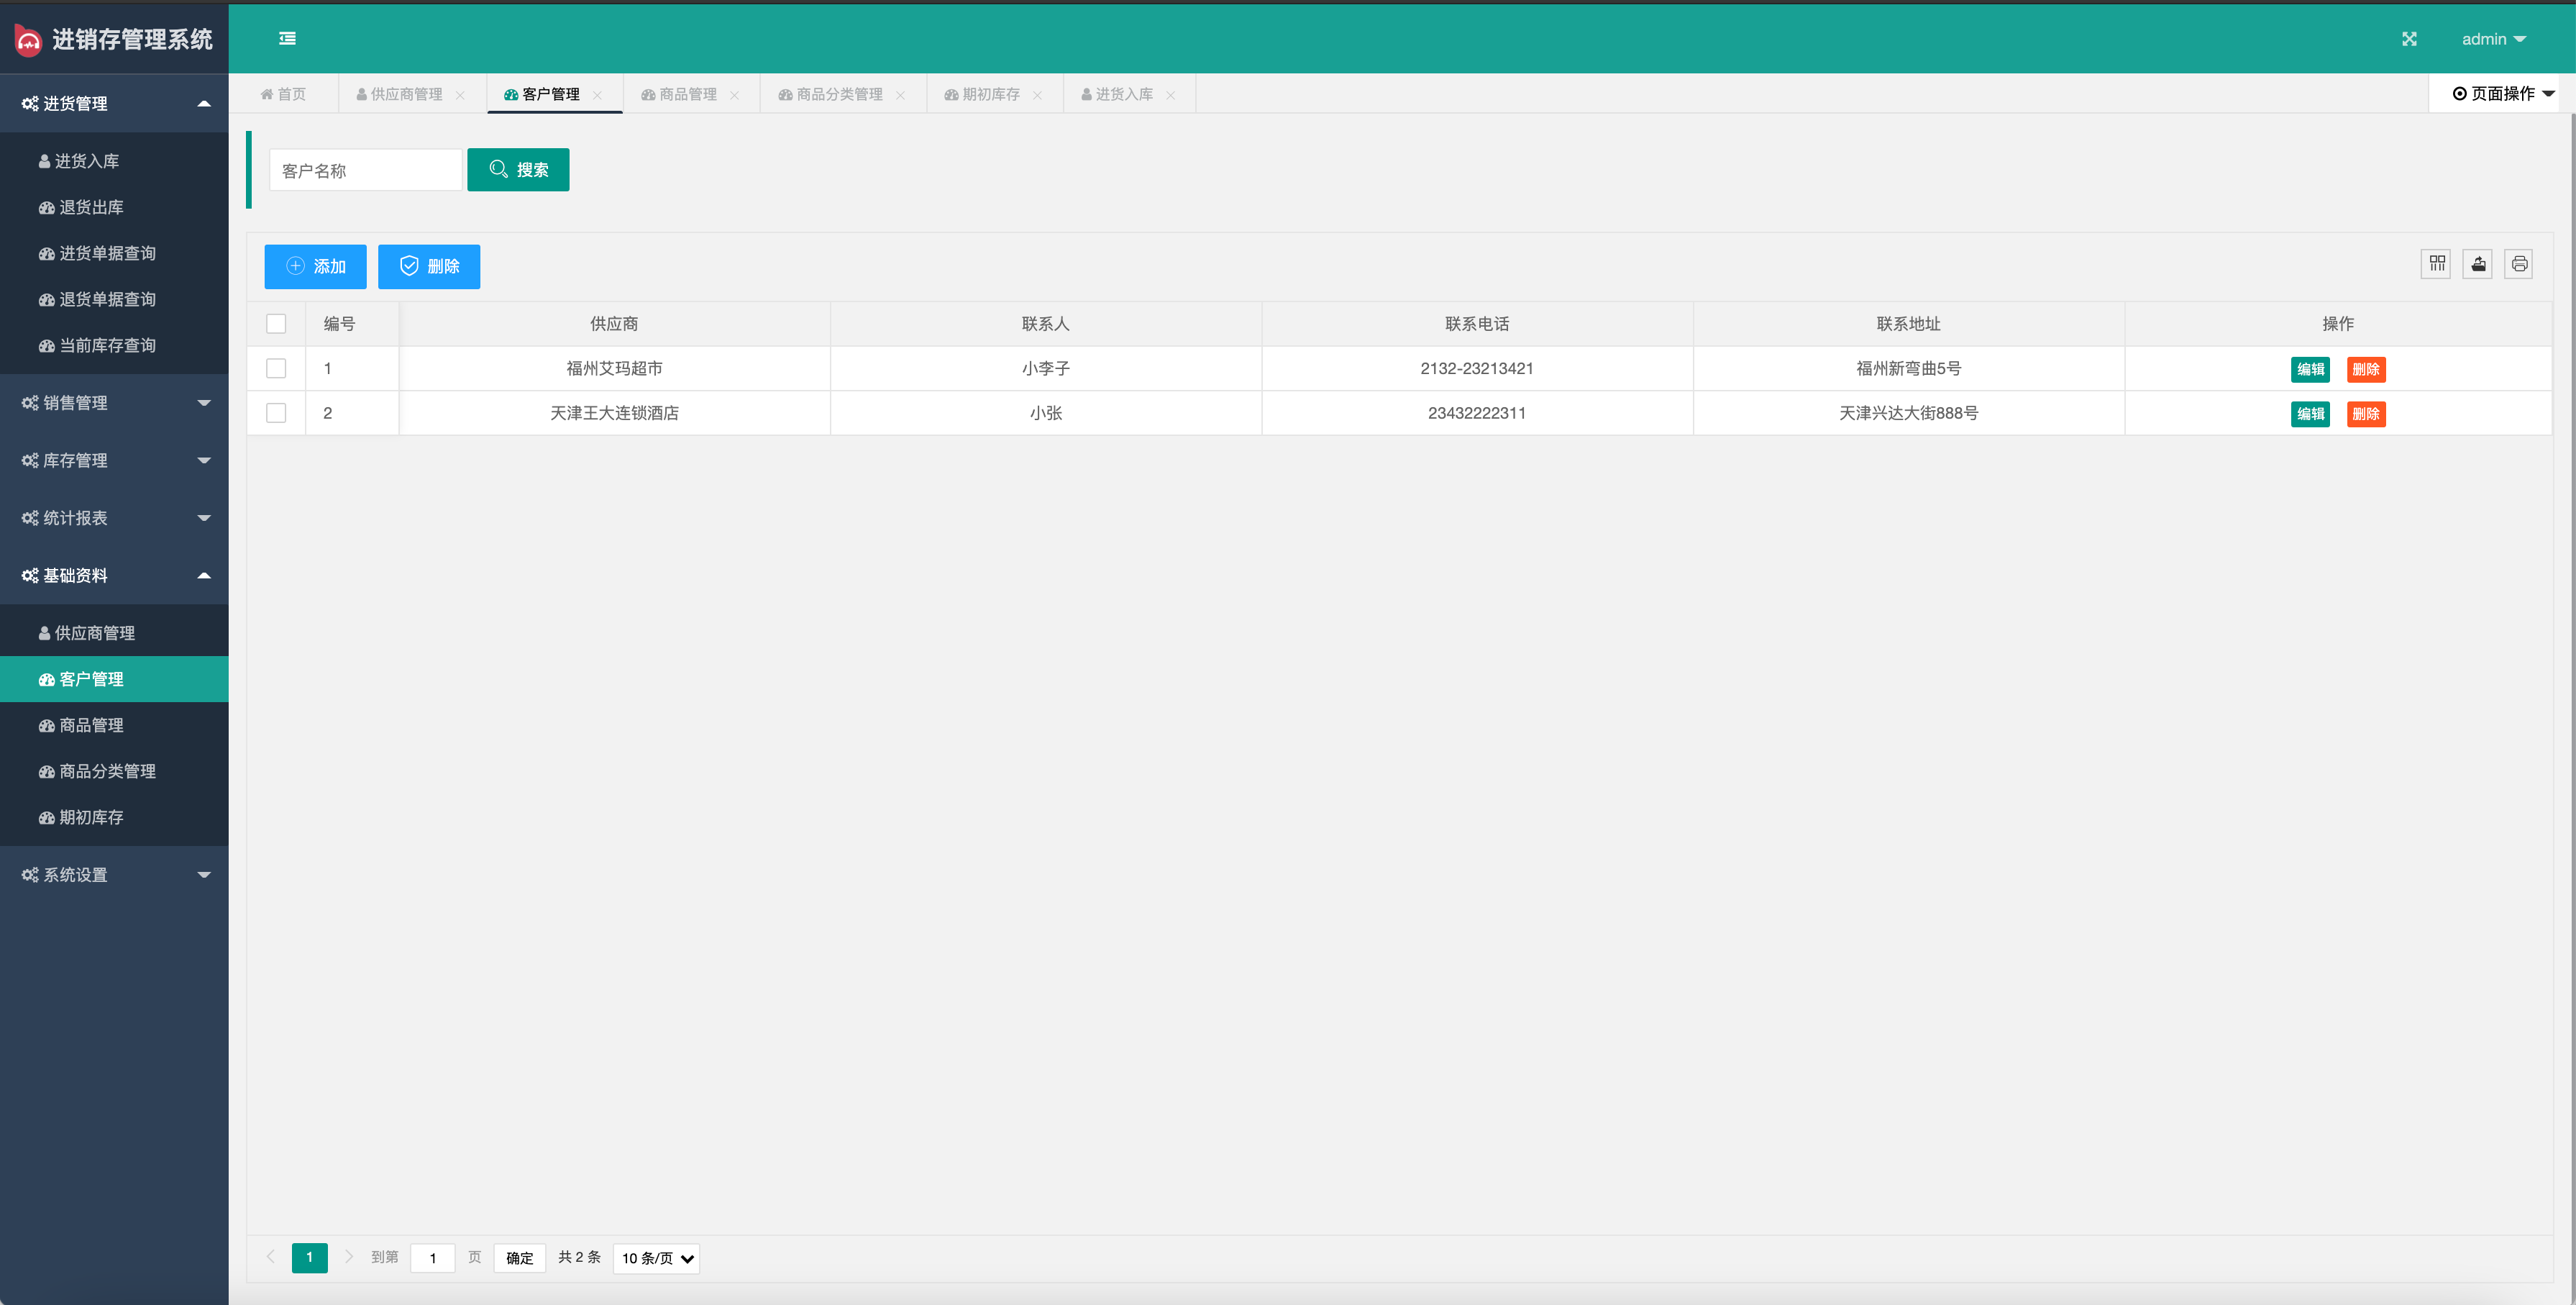 进销存管理系统
admin
进货管理
进货入库
退货出库
进货单据查询
退货单据查询
当前库存查询
销售管理
库存管理
统计报表
基础资料
供应商管理
客户管理
商品管理
商品分类管理
期初库存
系统设置
首页 供应商管理 客户管理 商品管理 商品分类管理 期初库存 进货入库 页面操作
客户名称 搜索
添加 删除
编号 供应商 联系人 联系电话 联系地址 操作
1 福州艾玛超市 小李子 2132-23213421 福州新弯曲5号 编辑 删除
2 天津王大连锁酒店 小张 23432222311 天津兴达大街888号 编辑 删除
1 到第 1 页 确定 共 2 条 10 条/页